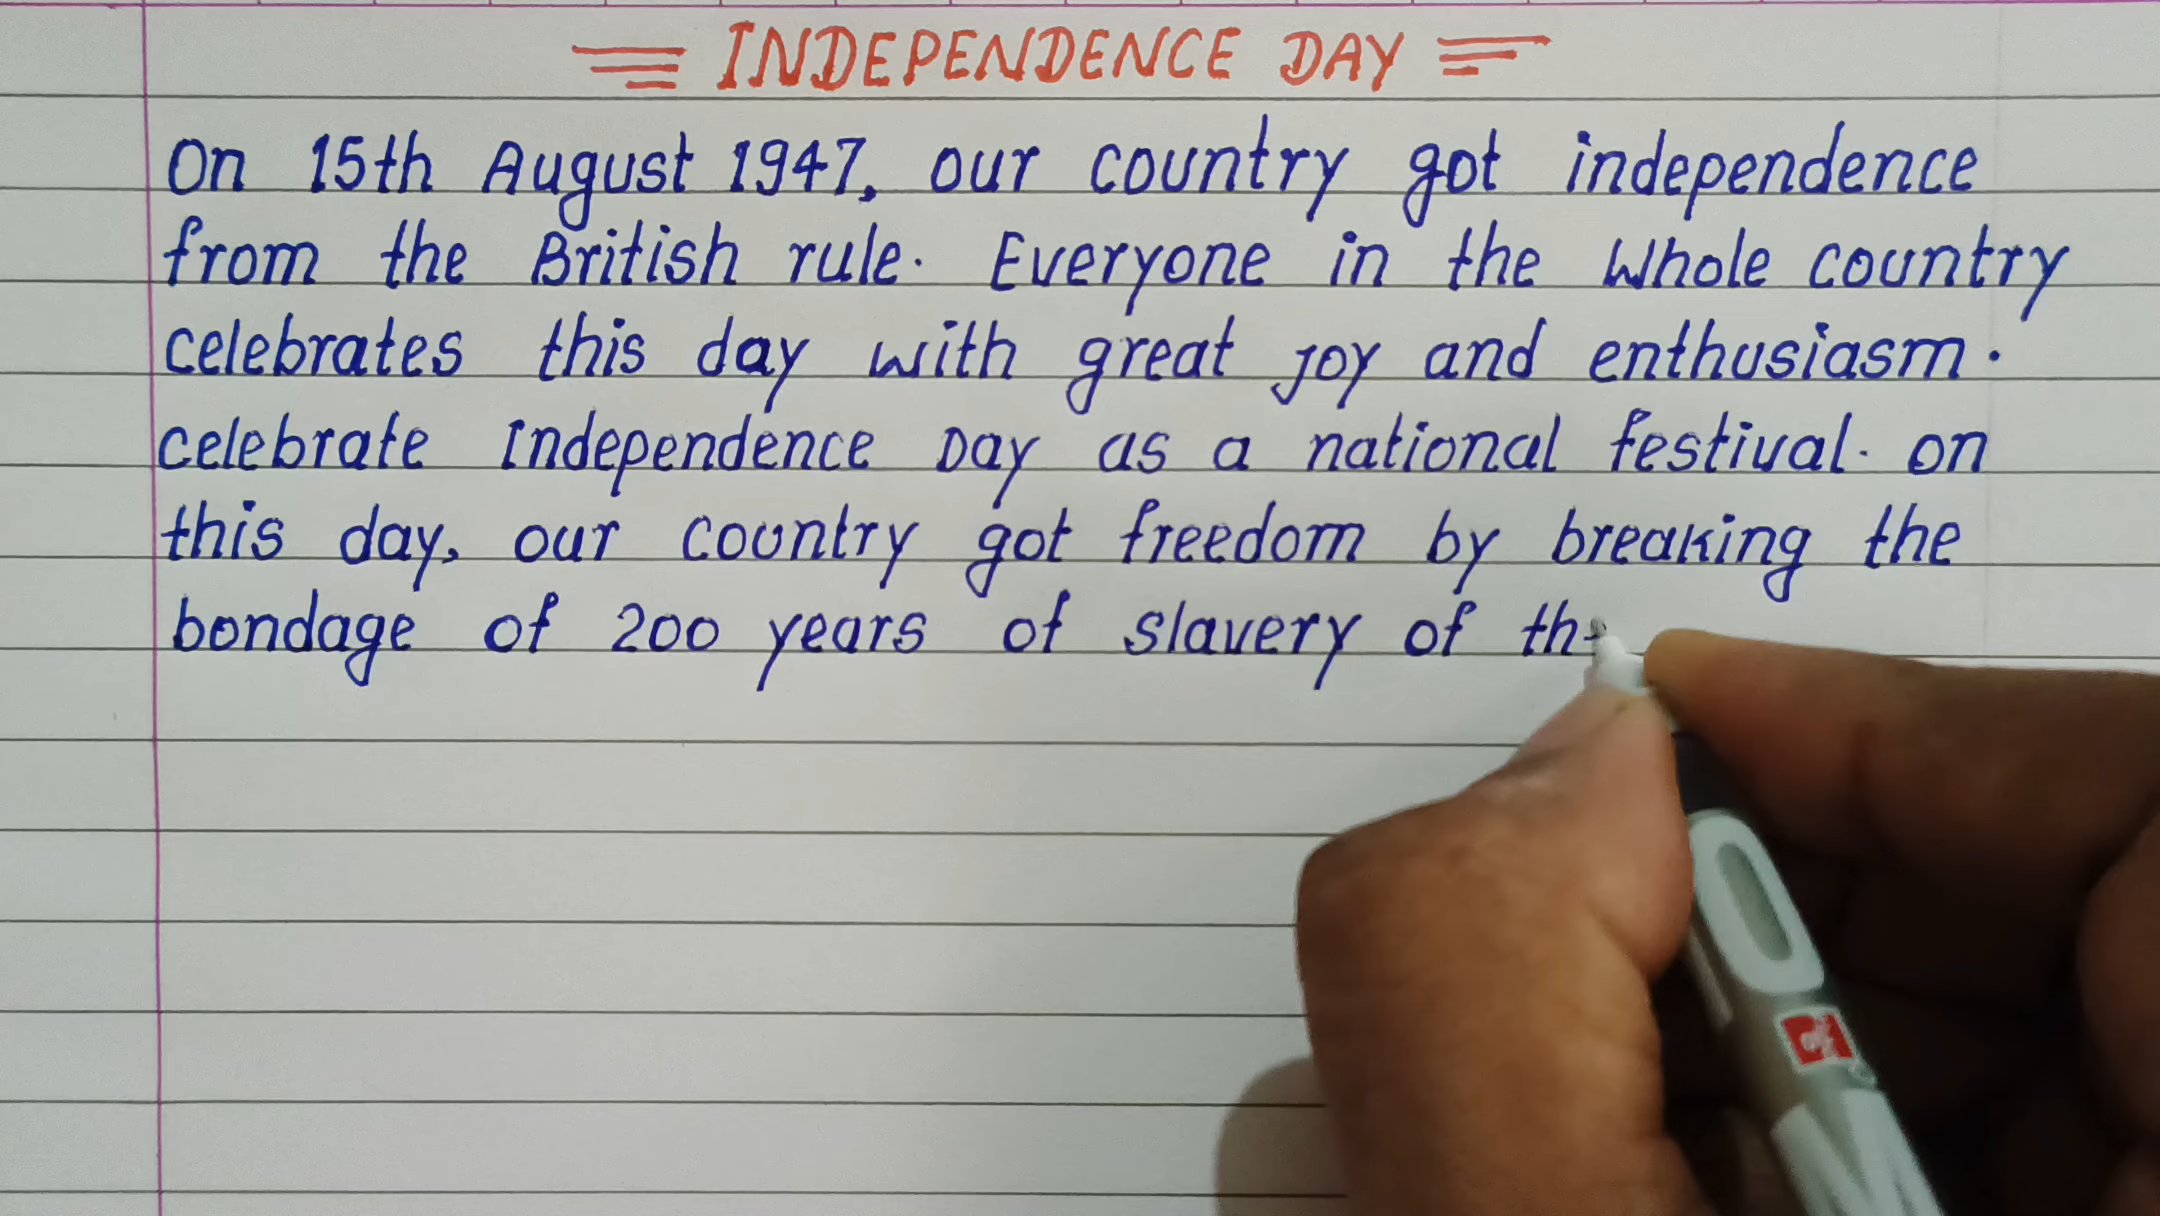 INDEPENDENCE DAY
On 15th August 1947, our country got independence
from the British rule. Everyone in the Whole country
celebrates this day with great joy and enthusiasm.
celebrate Independence Day as a national festival. on
this day, our country got freedom by breaking the
bondage of 200 years of slavery of th